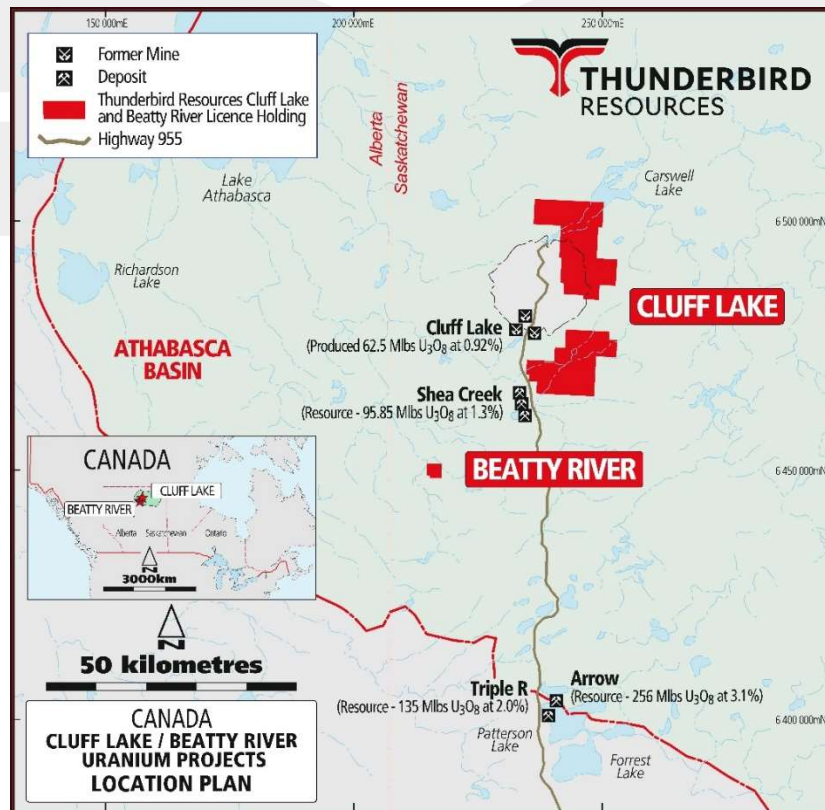 150 000mE
200 000mE
250 000mE
Former Mine
Deposit
Thunderbird Resources Cluff Lake
and Beatty River Licence Holding
Highway 955
THUNDERBIRD
RESOURCES
Alberta
Saskatchewan
Lake
Athabasca
Carswell
Lake
6 500 000mN
Richardson
Lake
CLUFF LAKE
Cluff Lake
(Produced 62.5 Mlbs U₃O₈ at 0.92%)
ATHABASCA
BASIN
Shea Creek
(Resource - 95.85 Mlbs U₃O₈ at 1.3%)
BEATTY RIVER
6 450 000mN
CANADA
CLUFF LAKE
BEATTY RIVER
Alberta
Saskatchewan
Ontario
N
3000km
N
50 kilometres
Triple R
(Resource - 135 Mlbs U₃O₈ at 2.0%)
Arrow
(Resource - 256 Mlbs U₃O₈ at 3.1%)
6 400 000mN
Patterson
Lake
Forrest
Lake
CANADA
CLUFF LAKE / BEATTY RIVER
URANIUM PROJECTS
LOCATION PLAN